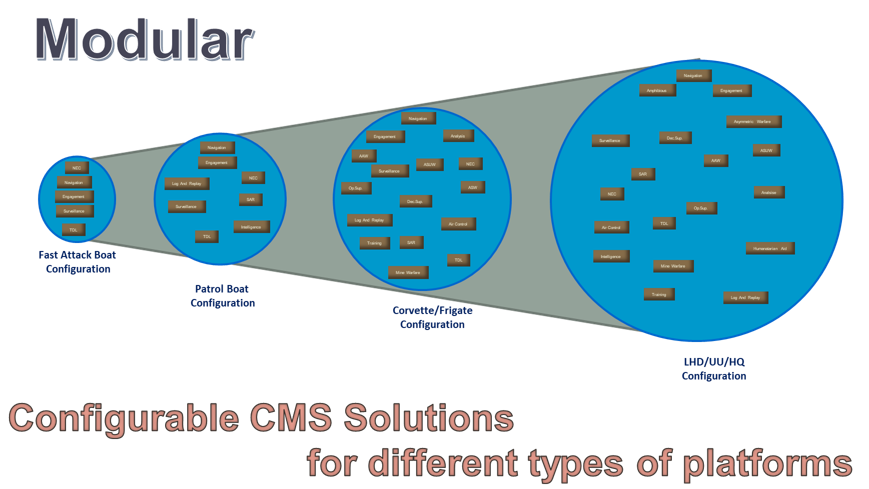 Modular
NEC
Navigation
Engagement
Surveillance
TDL
Fast Attack Boat
Configuration
Navigation
Engagement
Log And Replay
NEC
Surveillance
SAR
Intelligence
TDL
Patrol Boat
Configuration
Navigation
Engagement
Analysis
AAW
Surveillance
ASUW
NEC
Op.Sup
ASW
Dec.Sup
Log And Replay
Air Control
Training
SAR
TDL
Mine Warfare
Corvette/Frigate
Configuration
Navigation
Amphibious
Engagement
Asymmetric Warfare
Surveillance
Dec.Sup
ASUW
AAW
SAR
NEC
Analysis
Op.Sup
Air Control
TDL
Intelligence
Humanitarian Aid
Mine Warfare
Training
Log And Replay
LHD/UU/HQ
Configuration
Configurable CMS Solutions
for different types of platforms